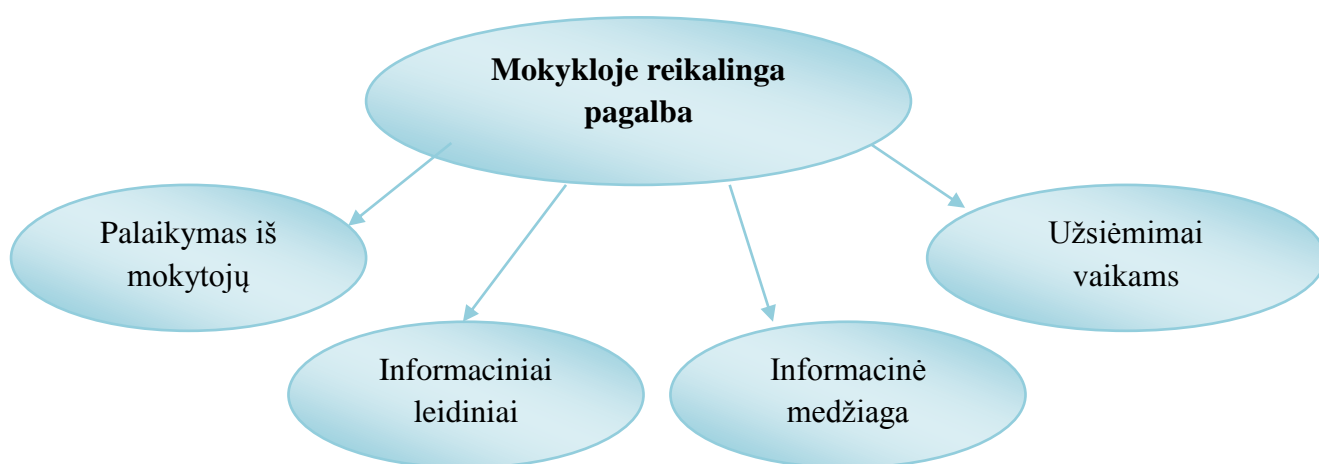 Mokykloje reikalinga
pagalba
Palaikymas iš
mokytojų
Užsiėmimai
vaikams
Informaciniai
leidiniai
Informacinė
medžiaga